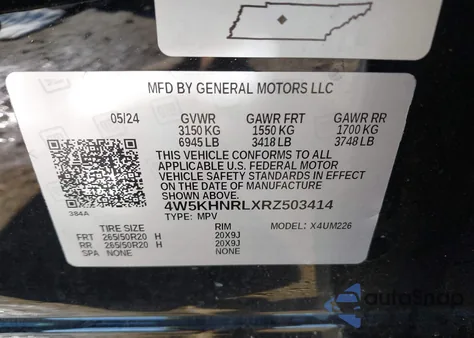 MFD BY GENERAL MOTORS LLC
05/24 GVWR GAWR FRT GAWR RR
3150 KG 1550 KG 1700 KG
6945 LB 3418 LB 3748 LB
THIS VEHICLE CONFORMS TO ALL
APPLICABLE U.S. FEDERAL MOTOR
VEHICLE SAFETY STANDARDS IN EFFECT
ON THE DATE OF MANUFACTURE
SHOWN ABOVE.
4W5KHNRLXRZ503414
TYPE: MPV MODEL: X4UM226
384A
TIRE SIZE RIM
FRT 265/50R20 H 20X9J
RR 265/50R20 H 20X9J
SPA NONE NONE
autoSnap